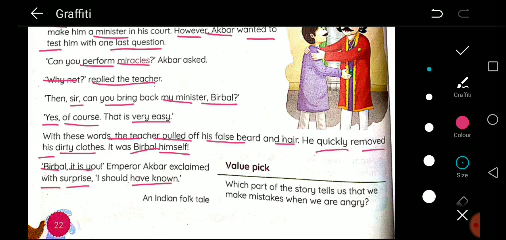 Graffiti
make him a minister in his court. However, Akbar wanted to
test him with one last question.
'Can you perform miracles?' Akbar asked.
'Why not?' replied the teacher.
'Then, sir, can you bring back my minister, Birbal?'
'Yes, of course. That is very easy.'
With these words, the teacher pulled off his false beard and hair. He quickly removed
his dirty clothes. It was Birbal himself!
'Birbal, it is you!' Emperor Akbar exclaimed
with surprise, 'I should have known.'
An Indian folk tale
Value pick
Which part of the story tells us that we
make mistakes when we are angry?
22
Graffiti
Colour
Size